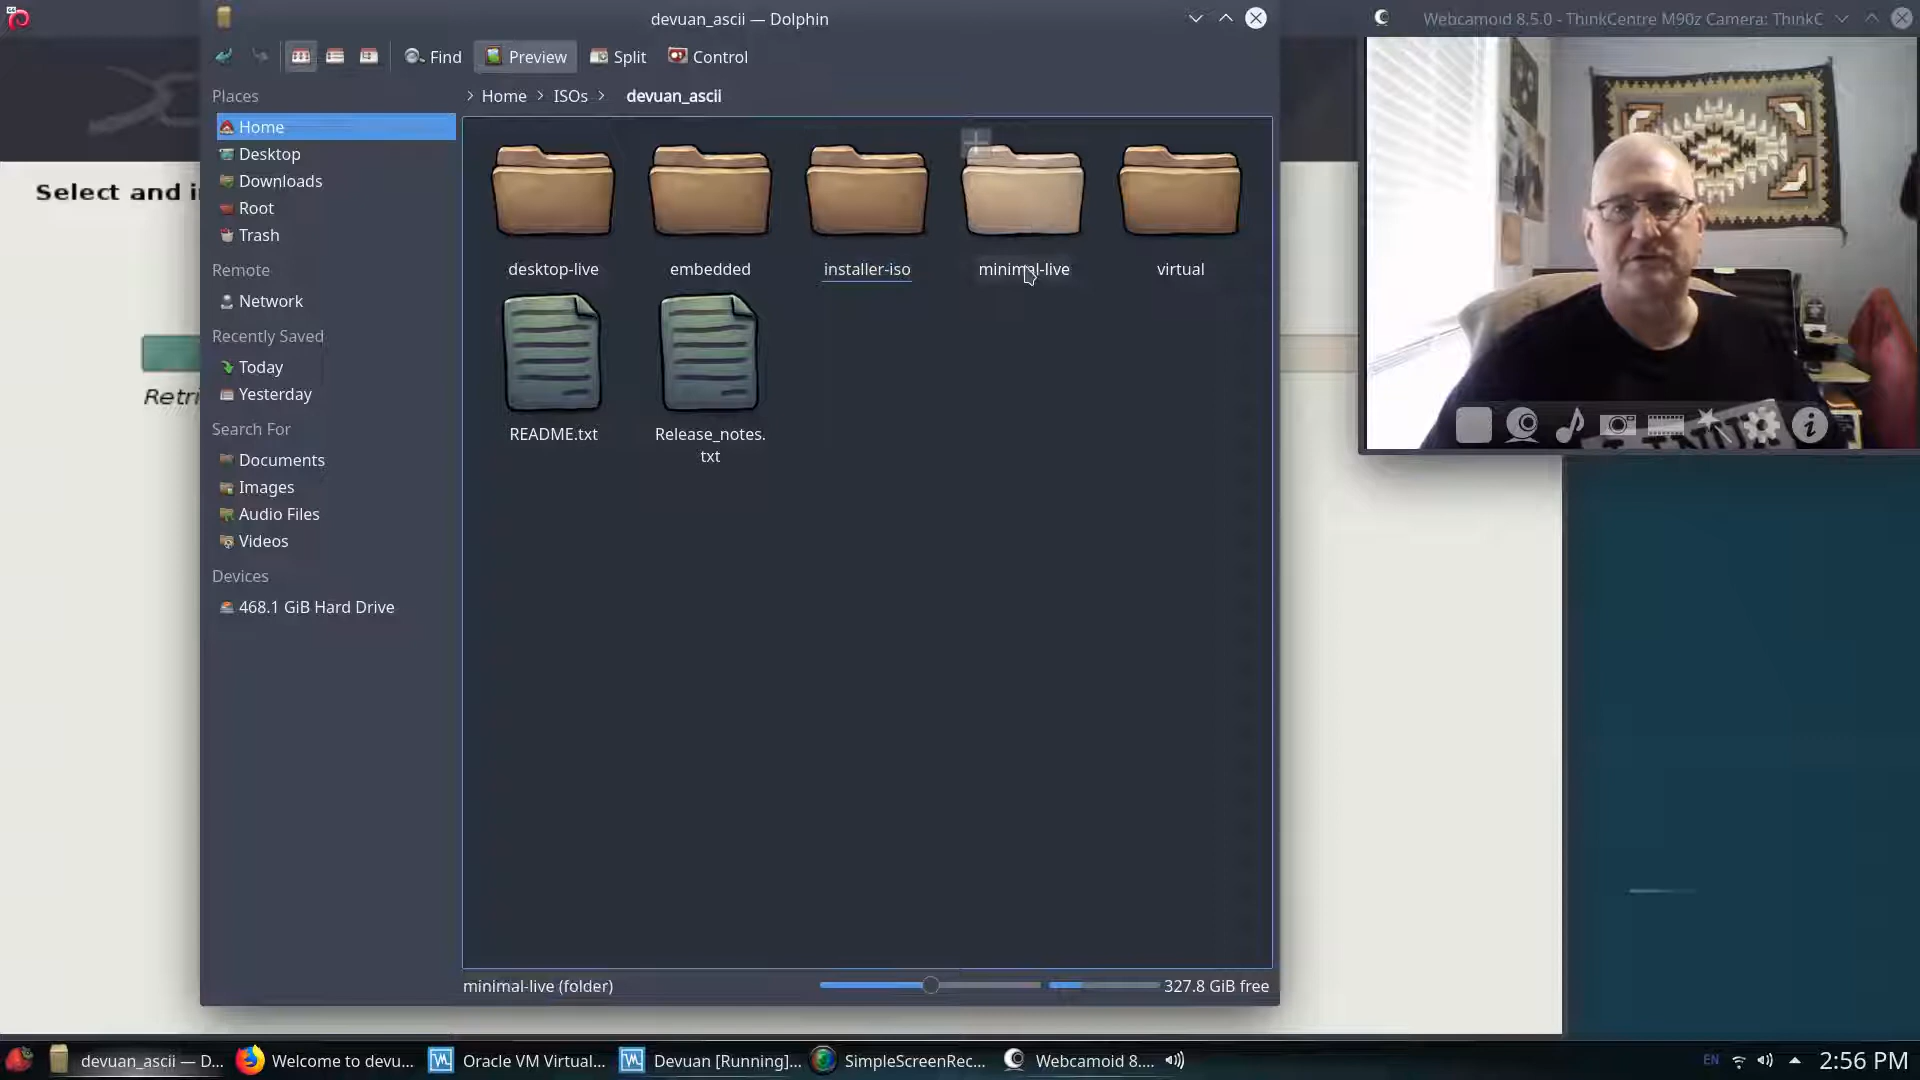 devuan_ascii — Dolphin
Webcamoid 8.5.0 - ThinkCentre M90z Camera: ThinkC
Find
Preview
Split
Control
Places
Home
Desktop
Downloads
Root
Trash
Remote
Network
Recently Saved
Today
Yesterday
Search For
Documents
Images
Audio Files
Videos
Devices
468.1 GiB Hard Drive
Home
ISOs
devuan_ascii
desktop-live
embedded
installer-iso
minimal-live
virtual
README.txt
Release_notes.
txt
Select and i
Retri
minimal-live (folder)
327.8 GiB free
devuan_ascii — D...
Welcome to devu...
Oracle VM Virtual...
Devuan [Running]...
SimpleScreenRec...
Webcamoid 8....
EN
2:56 PM